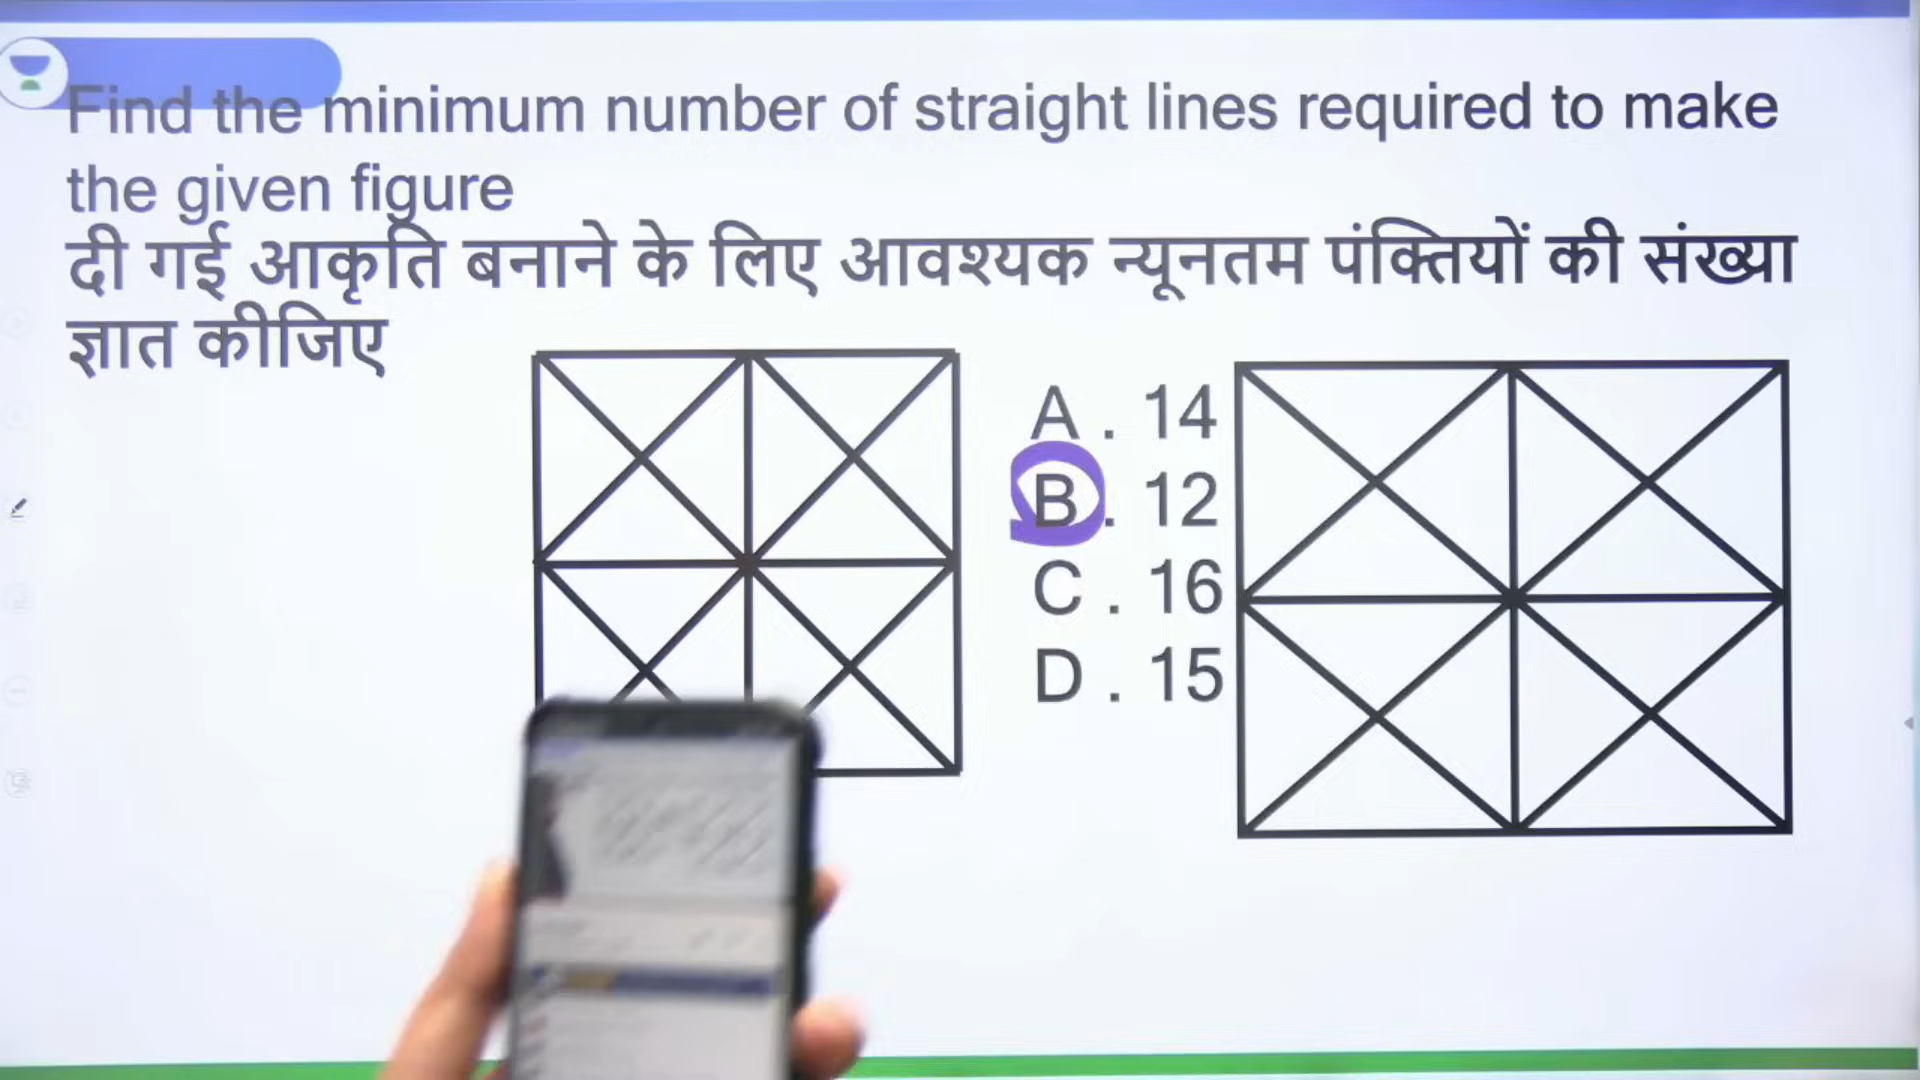 Find the minimum number of straight lines required to make
the given figure
दी गई आकृति बनाने के लिए आवश्यक न्यूनतम पंक्तियों की संख्या
ज्ञात कीजिए
A . 14
B . 12
C . 16
D . 15